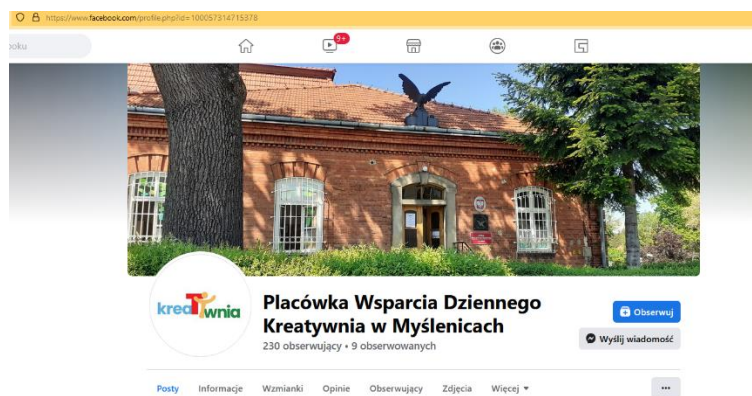 https://www.facebook.com/profile.php?id=100057314715378
oku
9+
kreaTYwnia
Placówka Wsparcia Dziennego
Kreatywnia w Myślenicach
230 obserwujący • 9 obserwowanych
Obserwuj
Wyślij wiadomość
Posty Informacje Wzmianki Opinie Obserwujący Zdjęcia Więcej